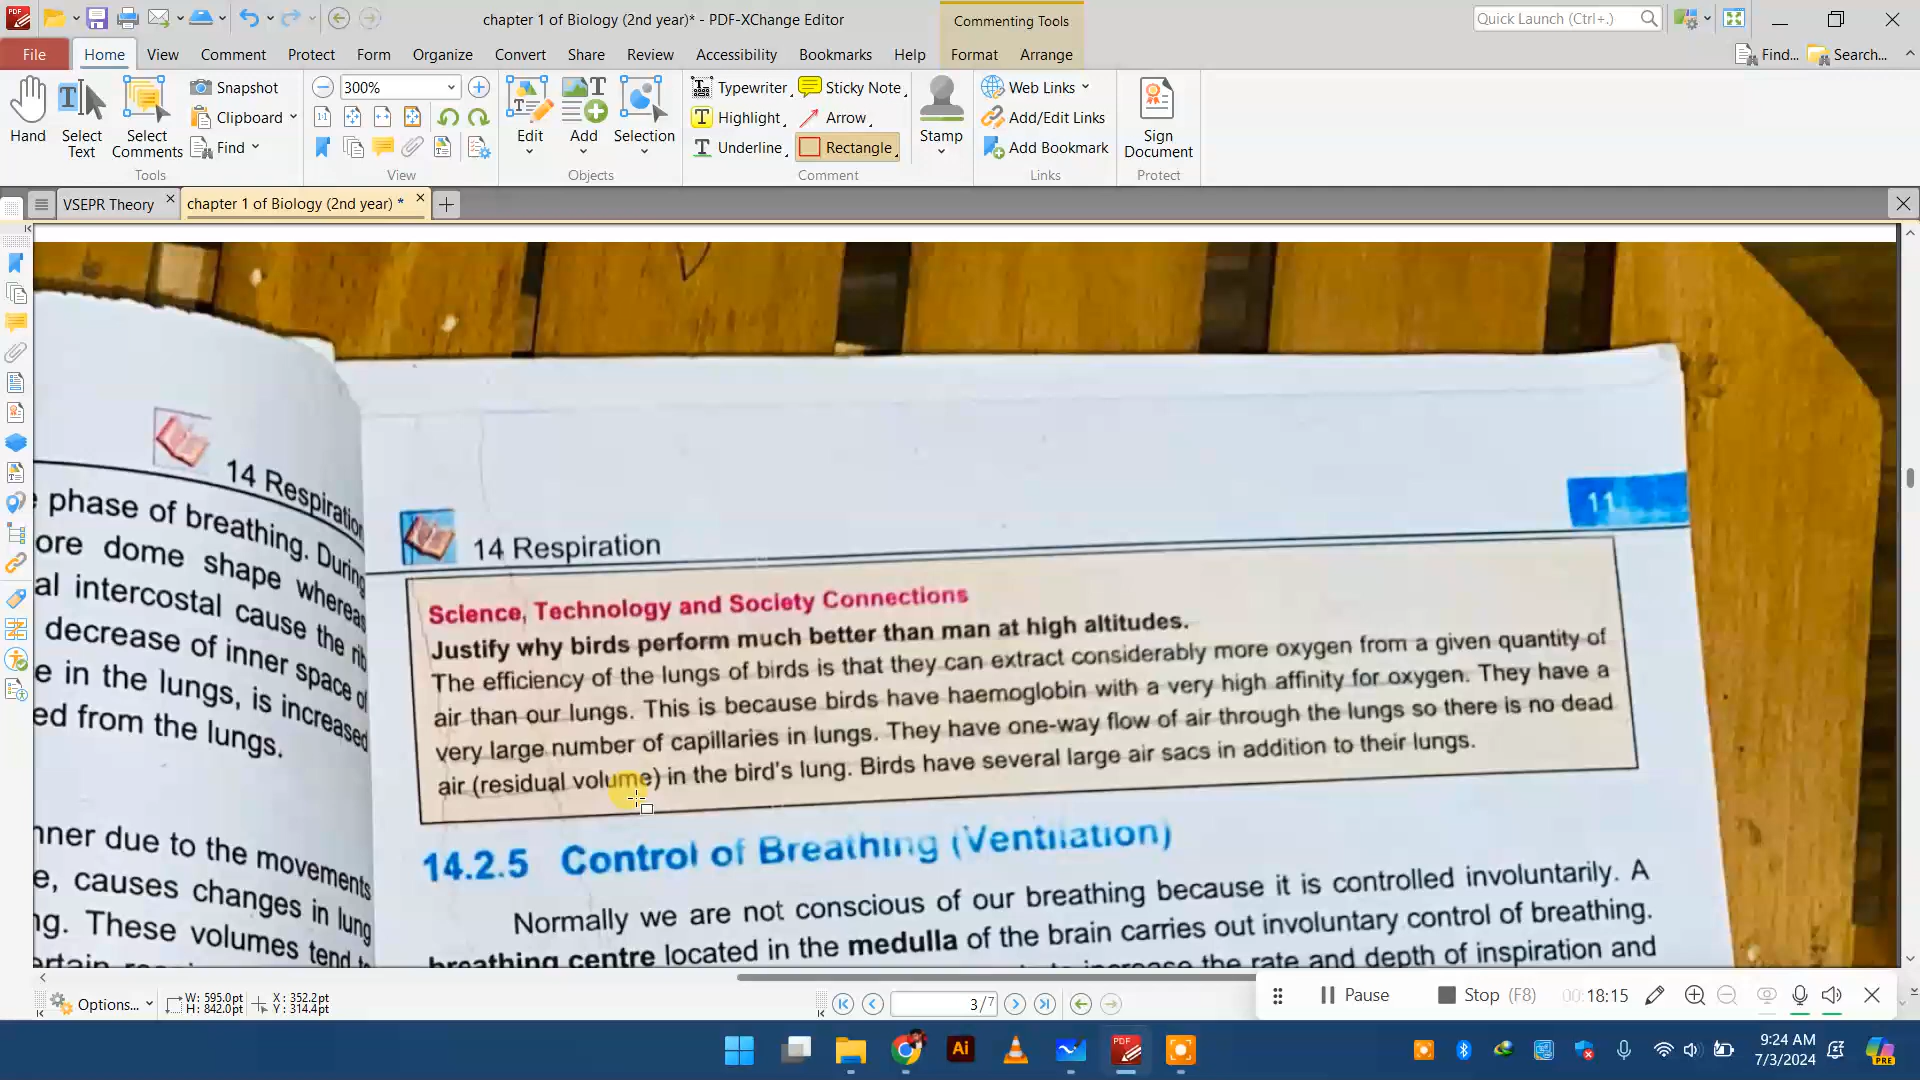 chapter 1 of Biology (2nd year)* - PDF-XChange Editor
Commenting Tools
Quick Launch (Ctrl+.)
File Home View Comment Protect Form Organize Convert Share Review Accessibility Bookmarks Help Format Arrange Find... Search...
Hand
Select Text
Select Comments
Snapshot
Clipboard
Find
Tools
300%
View
Edit
Add
Selection
Objects
Typewriter Sticky Note
Highlight Arrow
Underline Rectangle
Stamp
Comment
Web Links
Add/Edit Links
Add Bookmark
Links
Sign Document
Protect
VSEPR Theory
chapter 1 of Biology (2nd year) *
14 Respiration
phase of breathing. During
ore dome shape whereas
al intercostal cause the rib
decrease of inner space of
e in the lungs, is increased
ed from the lungs.
nner due to the movements
e, causes changes in lung
ng. These volumes tend to
11
14 Respiration
Science, Technology and Society Connections
Justify why birds perform much better than man at high altitudes.
The efficiency of the lungs of birds is that they can extract considerably more oxygen from a given quantity of
air than our lungs. This is because birds have haemoglobin with a very high affinity for oxygen. They have a
very large number of capillaries in lungs. They have one-way flow of air through the lungs so there is no dead
air (residual volume) in the bird's lung. Birds have several large air sacs in addition to their lungs.
14.2.5 Control of Breathing (Ventilation)
Normally we are not conscious of our breathing because it is controlled involuntarily. A
breathing centre located in the medulla of the brain carries out involuntary control of breathing.
increase the rate and depth of inspiration and
Options...
W: 595.0pt
H: 842.0pt
X: 352.2pt
Y: 314.4pt
3/7
Pause
Stop (F8)
00:18:15
9:24 AM
7/3/2024